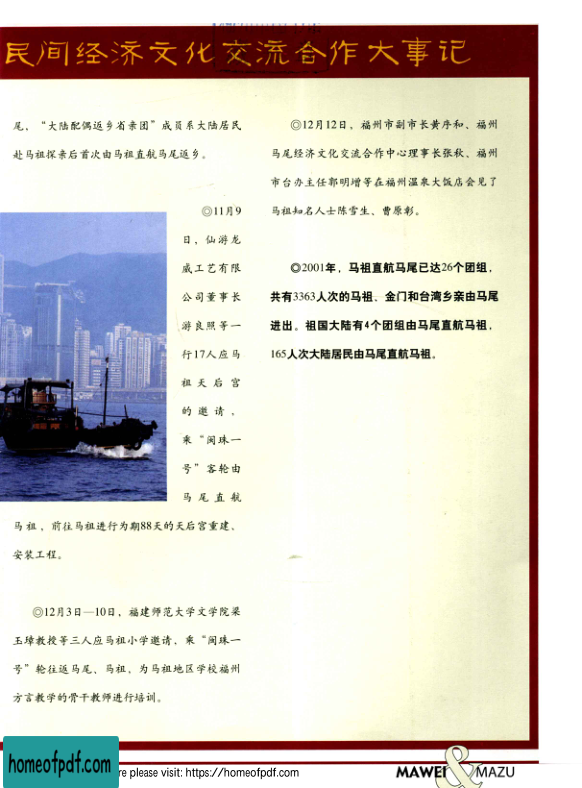 民间经济文化交流合作大事记
尾，“大陆配偶返乡省亲团”成员系大陆居民
赴马祖探亲后首次由马祖直航马尾返乡。
◎11月9
日，仙游龙
威工艺有限
公司董事长
游良照等一
行17人应马
祖天后宫
的邀请，
乘“闽珠一
号”客轮由
马尾直航
马祖，前往马祖进行为期88天的天后宫重建、
安装工程。
◎12月3日—10日，福建师范大学文学院梁
玉璋教授等三人应马祖小学邀请，乘“闽珠一
号”轮往返马尾、马祖，为马祖地区学校福州
方言教学的骨干教师进行培训。
◎12月12日，福州市副市长黄序和、福州
马尾经济文化交流合作中心理事长张秋、福州
市台办主任郭明增等在福州温泉大饭店会见了
马祖知名人士陈雪生、曹原彰。
◎2001年，马祖直航马尾已达26个团组，
共有3363人次的马祖、金门和台湾乡亲由马尾
进出。祖国大陆有4个团组由马尾直航马祖，
165人次大陆居民由马尾直航马祖。
homeofpdf.com
re please visit: https://homeofpdf.com
MAWEI & MAZU